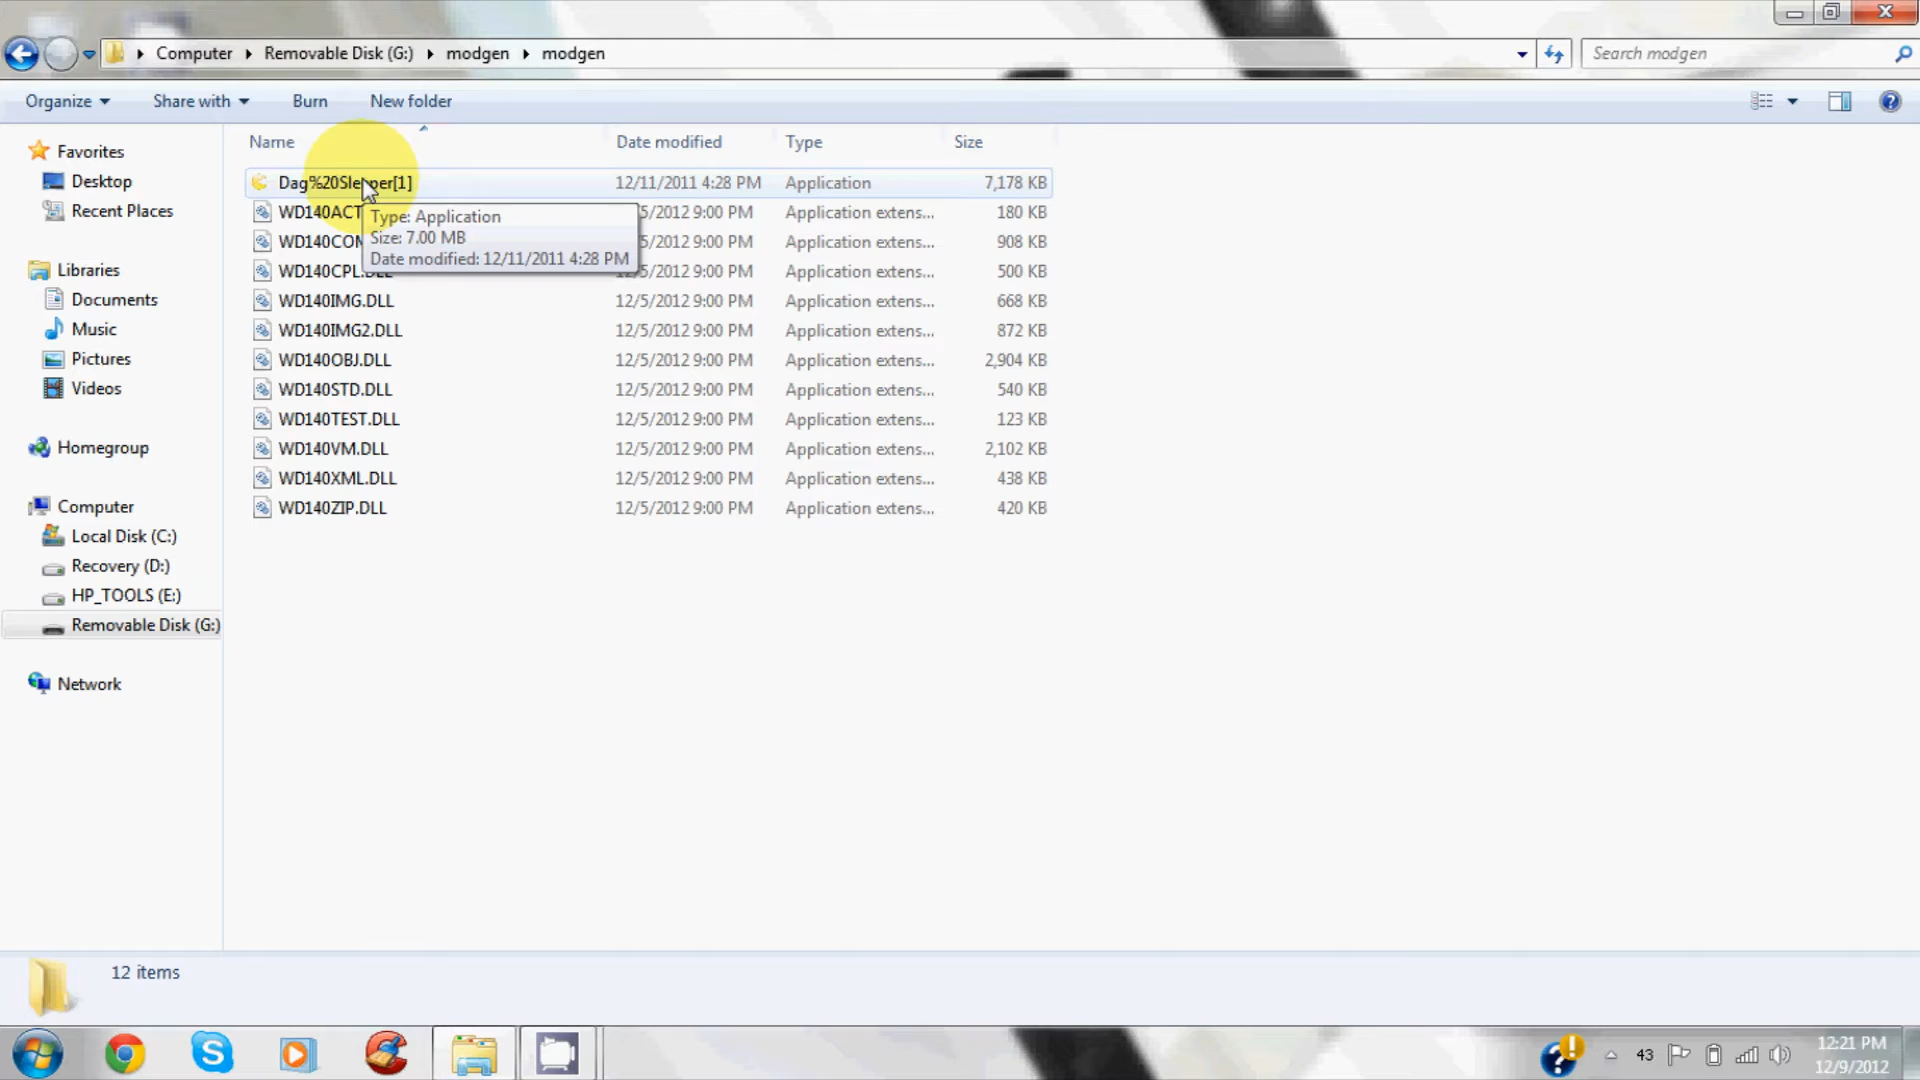 Computer Removable Disk (G:) modgen modgen Search modgen
Organize Share with Burn New folder
Name Date modified Type Size
Favorites
Desktop
Recent Places
Libraries
Documents
Music
Pictures
Videos
Homegroup
Computer
Local Disk (C:)
Recovery (D:)
HP_TOOLS (E:)
Removable Disk (G:)
Network
Dag%20Sleeper[1] 12/11/2011 4:28 PM Application 7,178 KB
WD140ACT 5/2012 9:00 PM Application extens... 180 KB
WD140COM 5/2012 9:00 PM Application extens... 908 KB
WD140CPL.DLL 5/2012 9:00 PM Application extens... 500 KB
Type: Application
Size: 7.00 MB
Date modified: 12/11/2011 4:28 PM
WD140IMG.DLL 12/5/2012 9:00 PM Application extens... 668 KB
WD140IMG2.DLL 12/5/2012 9:00 PM Application extens... 872 KB
WD140OBJ.DLL 12/5/2012 9:00 PM Application extens... 2,904 KB
WD140STD.DLL 12/5/2012 9:00 PM Application extens... 540 KB
WD140TEST.DLL 12/5/2012 9:00 PM Application extens... 123 KB
WD140VM.DLL 12/5/2012 9:00 PM Application extens... 2,102 KB
WD140XML.DLL 12/5/2012 9:00 PM Application extens... 438 KB
WD140ZIP.DLL 12/5/2012 9:00 PM Application extens... 420 KB
12 items
43
12:21 PM
12/9/2012